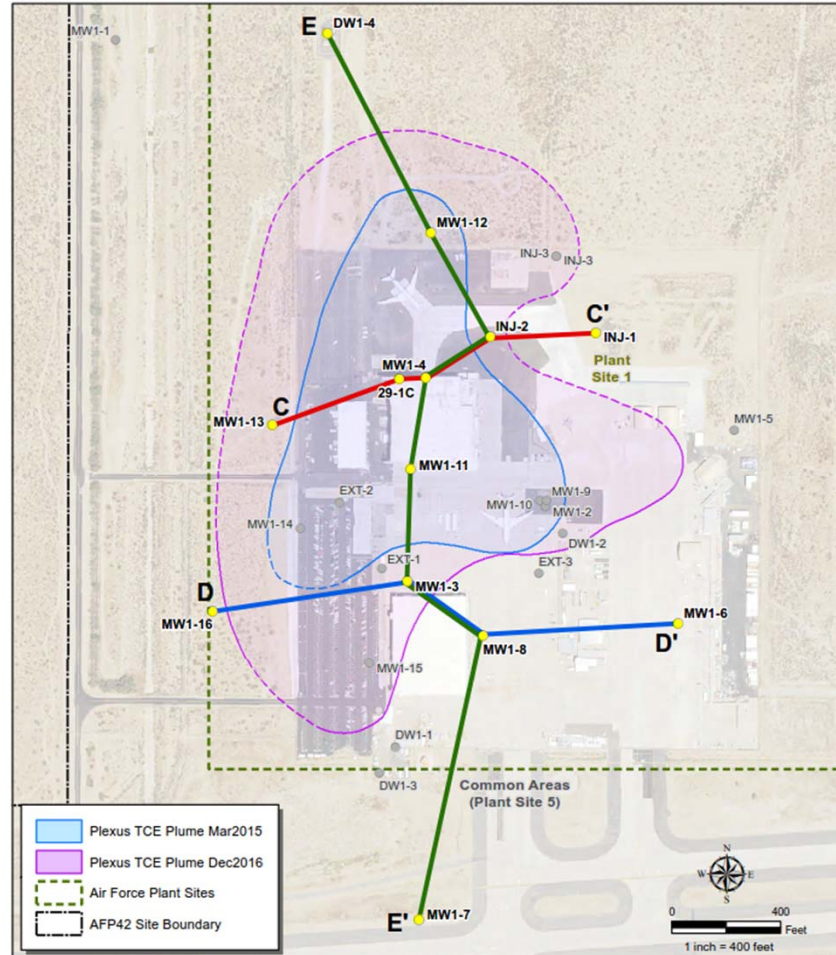 E
DW1-4
MW1-1
MW1-12
INJ-3
INJ-3
INJ-2
C'
INJ-1
MW1-4
29-1C
Plant
Site 1
C
MW1-13
MW1-5
MW1-11
EXT-2
MW1-10
MW1-9
MW1-2
MW1-14
DW1-2
EXT-1
EXT-3
MW1-3
D
MW1-16
MW1-6
D'
MW1-8
MW1-15
DW1-1
DW1-3
Common Areas
(Plant Site 5)
E'
MW1-7
Plexus TCE Plume Mar2015
Plexus TCE Plume Dec2016
Air Force Plant Sites
AFP42 Site Boundary
N
W
E
S
0
400
Feet
1 inch = 400 feet